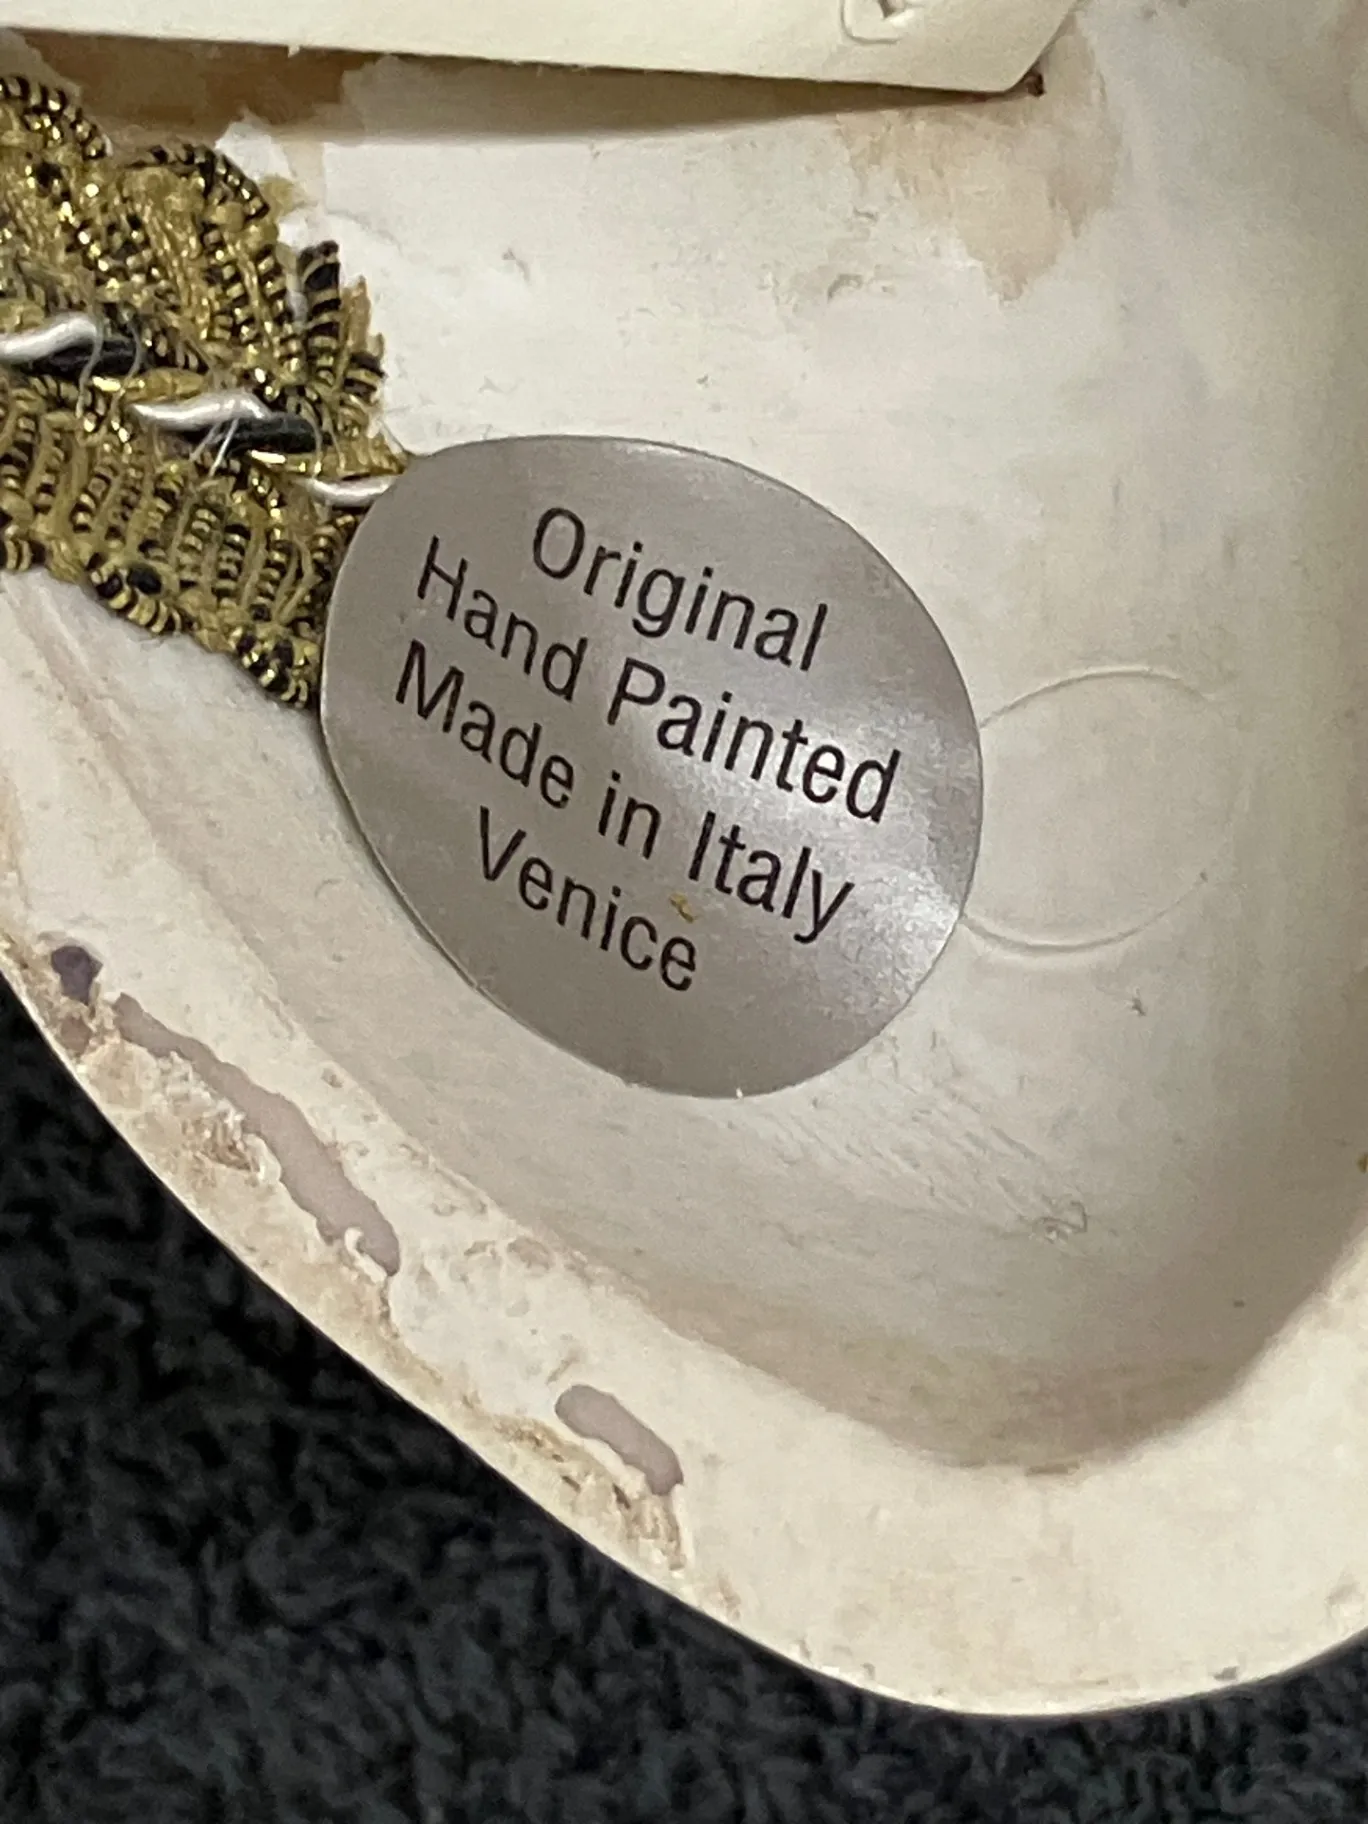 Original
Hand Painted
Made in Italy
Venice